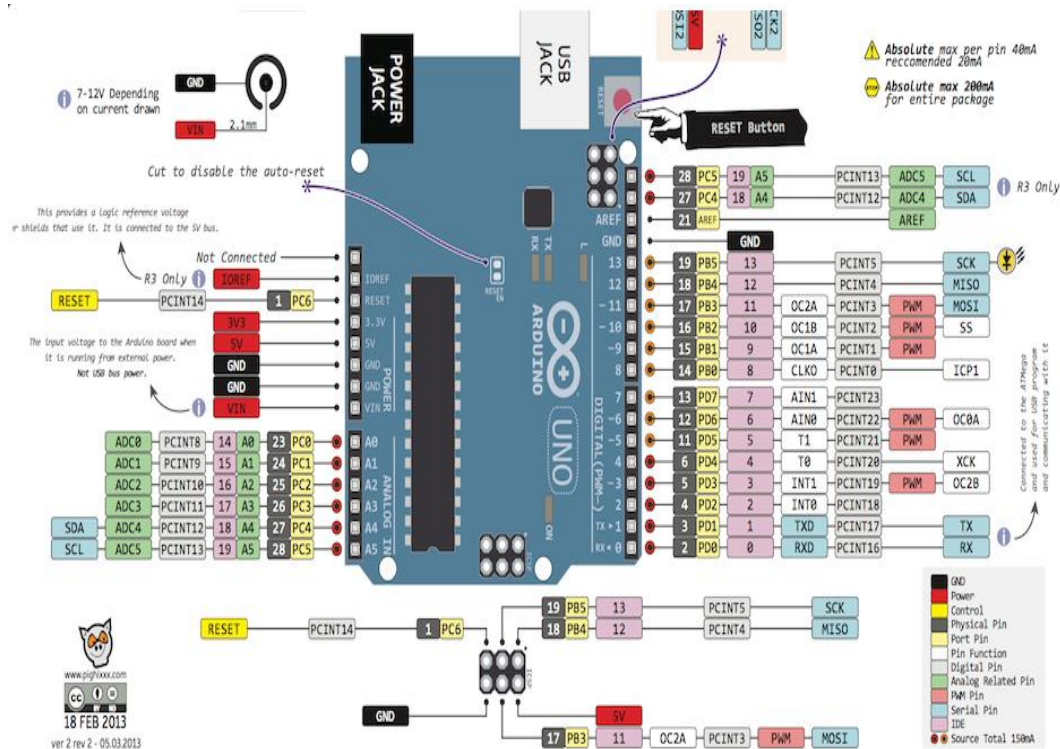 GND
7-12V Depending
on current drawn
VIN
2.1mm
POWER
JACK
USB
JACK
RESET
RESET Button
Absolute max per pin 40mA
reccomended 20mA
Absolute max 200mA
for entire package
Cut to disable the auto-reset
This provides a logic reference voltage
r shields that use it. It is connected to the 5V bus.
Not Connected
R3 Only IOREF
RESET PCINT14 1 PC6
3V3
5V
GND
GND
VIN
The input voltage to the Arduino board when
it is running from external power.
Not USB bus power.
ADC0 PCINT8 14 A0 23 PC0
ADC1 PCINT9 15 A1 24 PC1
ADC2 PCINT10 16 A2 25 PC2
ADC3 PCINT11 17 A3 26 PC3
SDA ADC4 PCINT12 18 A4 27 PC4
SCL ADC5 PCINT13 19 A5 28 PC5
IOREF
RESET
3.3V
5V
GND
GND
VIN
POWER
A0
A1
A2
A3
A4
A5
ANALOG IN
RESET
EN
RX
TX
L
ARDUINO
UNO
ON
ICSP
AREF
GND
13
12
~11
~10
~9
8
7
~6
~5
4
~3
2
TX 1
RX 0
DIGITAL(PWM~)
28 PC5 19 A5 PCINT13 ADC5 SCL
27 PC4 18 A4 PCINT12 ADC4 SDA
R3 Only
21 AREF AREF
GND
19 PB5 13 PCINT5 SCK
18 PB4 12 PCINT4 MISO
17 PB3 11 OC2A PCINT3 PWM MOSI
16 PB2 10 OC1B PCINT2 PWM SS
15 PB1 9 OC1A PCINT1 PWM
14 PB0 8 CLKO PCINT0 ICP1
13 PD7 7 AIN1 PCINT23
12 PD6 6 AIN0 PCINT22 PWM OC0A
11 PD5 5 T1 PCINT21 PWM
6 PD4 4 T0 PCINT20 XCK
5 PD3 3 INT1 PCINT19 PWM OC2B
4 PD2 2 INT0 PCINT18
3 PD1 1 TXD PCINT17 TX
2 PD0 0 RXD PCINT16 RX
Connected to the ATMega
and used for USB program
and communicating with it
19 PB5 13 PCINT5 SCK
18 PB4 12 PCINT4 MISO
RESET PCINT14 1 PC6
ICSP
GND
5V
17 PB3 11 OC2A PCINT3 PWM MOSI
GND
Power
Control
Physical Pin
Port Pin
Pin Function
Digital Pin
Analog Related Pin
PWM Pin
Serial Pin
IDE
Source Total 150mA
www.pighixxx.com
cc BY ND
18 FEB 2013
ver 2 rev 2 - 05.03.2013